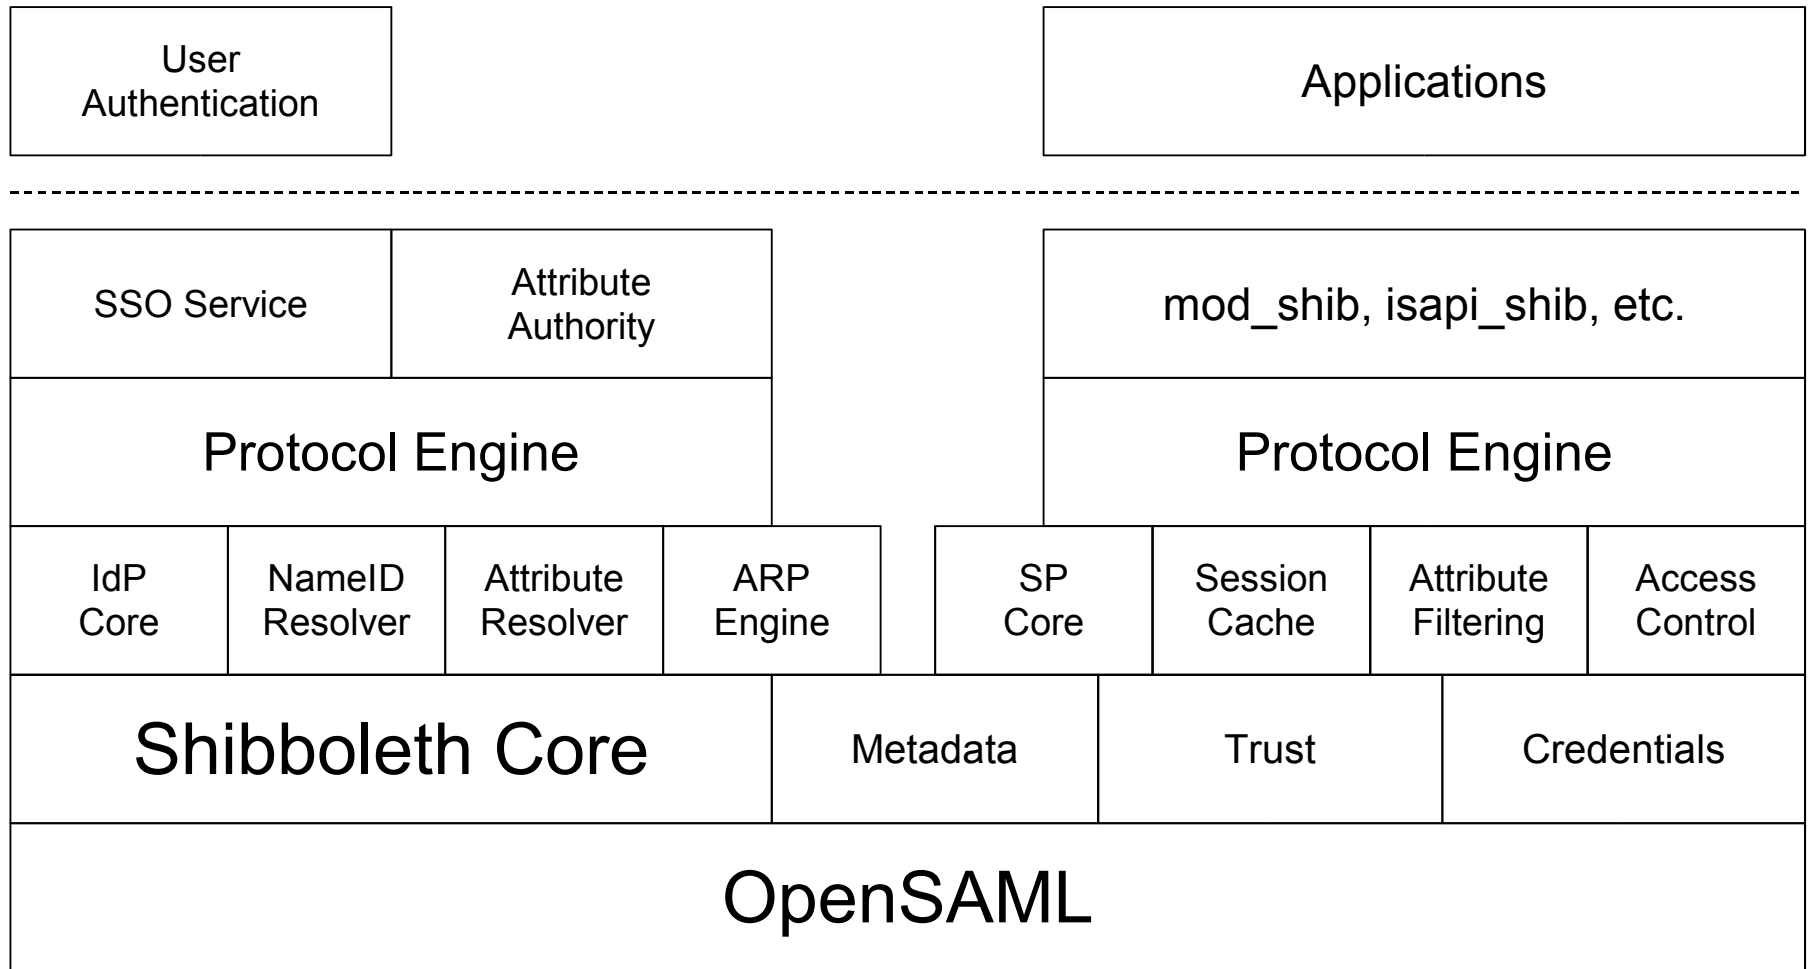 User
Authentication
Applications
SSO Service
Attribute
Authority
mod_shib, isapi_shib, etc.
Protocol Engine
Protocol Engine
IdP
Core
NameID
Resolver
Attribute
Resolver
ARP
Engine
SP
Core
Session
Cache
Attribute
Filtering
Access
Control
Shibboleth Core
Metadata
Trust
Credentials
OpenSAML